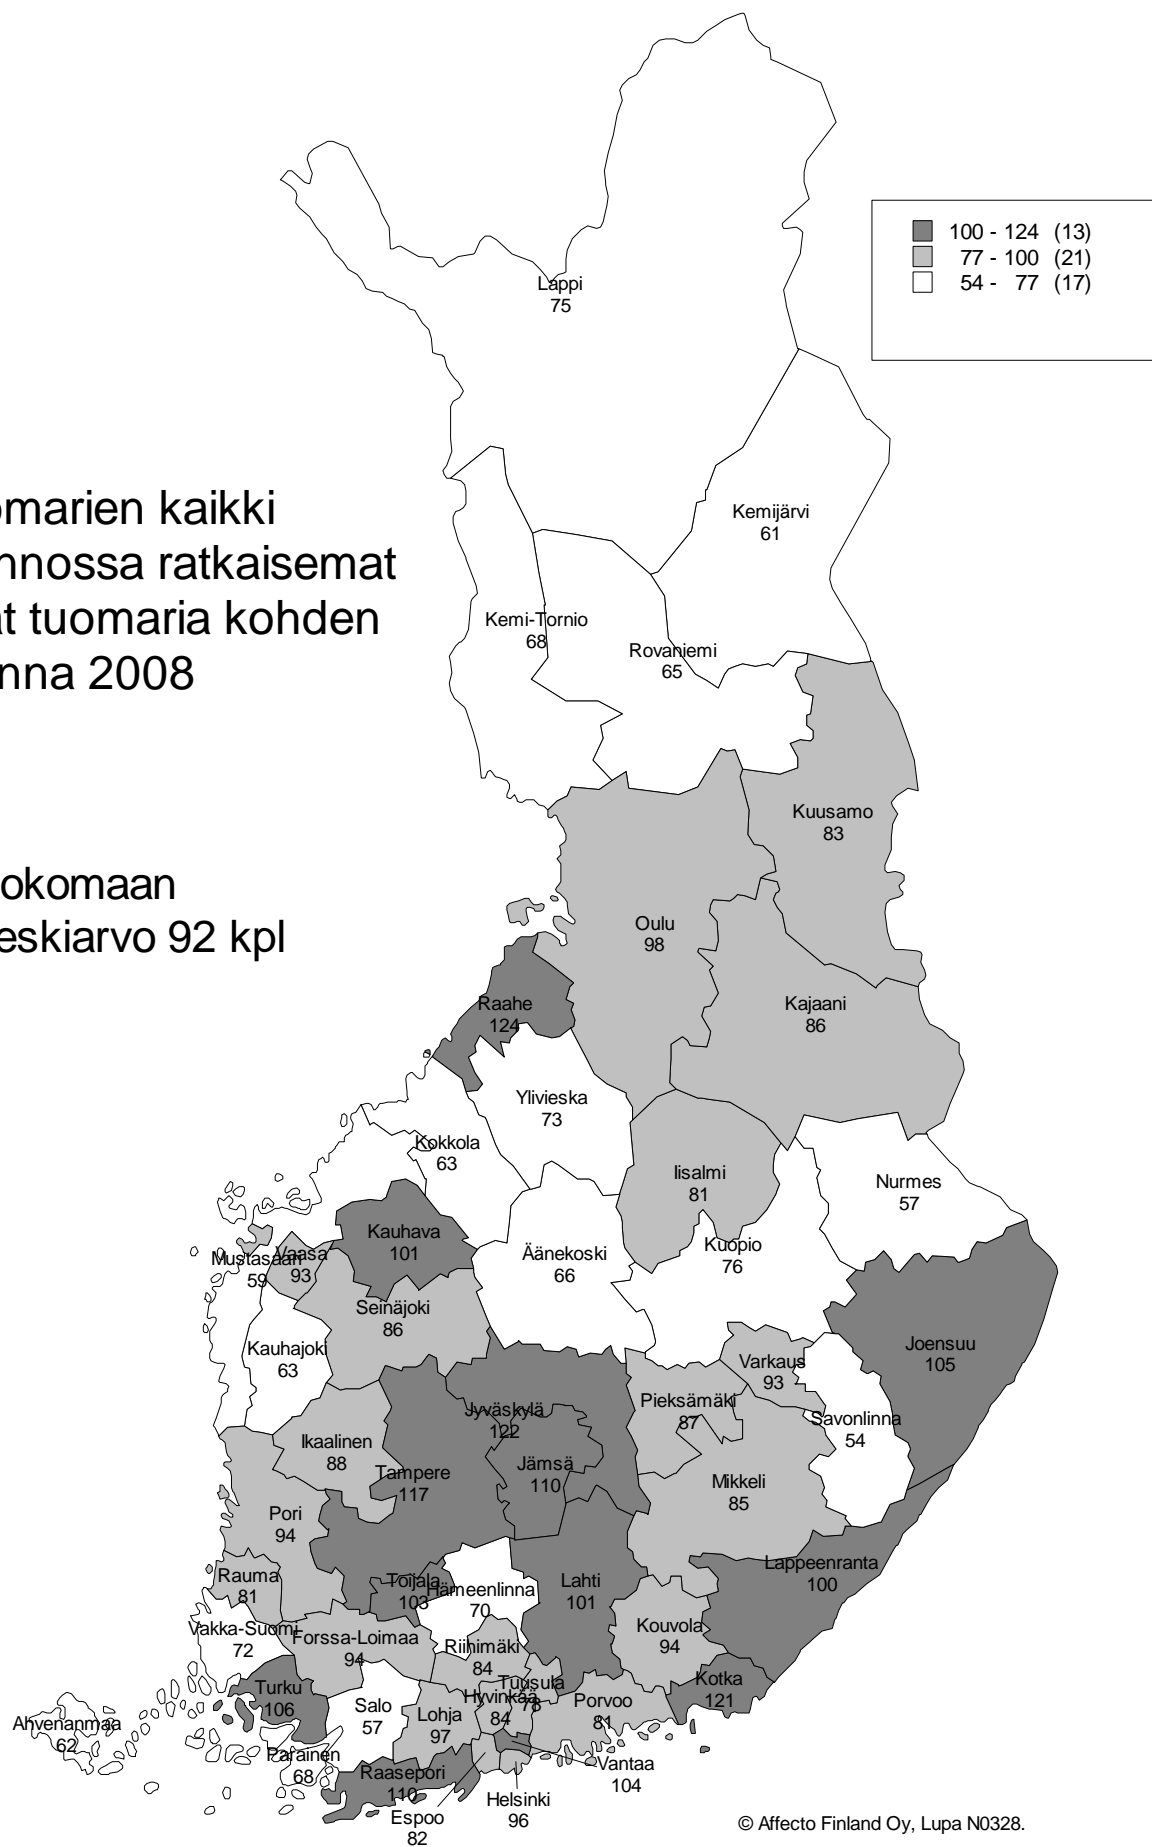 100 - 124 (13)
77 - 100 (21)
54 - 77 (17)
Lappi
75
omarien kaikki
nnossa ratkaisemat
at tuomaria kohden
nna 2008
Kemijärvi
61
Kemi-Tornio
68
Rovaniemi
65
Kuusamo
83
okomaan
eskiarvo 92 kpl
Oulu
98
Raahe
124
Kajaani
86
Ylivieska
73
Kokkola
63
Iisalmi
81
Nurmes
57
Kauhava
101
Mustasaari
59
Vaasa
93
Äänekoski
66
Kuopio
76
Seinäjoki
86
Kauhajoki
63
Joensuu
105
Varkaus
93
Pieksämäki
87
Savonlinna
54
Jyväskylä
122
Ikaalinen
88
Tampere
117
Jämsä
110
Mikkeli
85
Pori
94
Lappeenranta
100
Rauma
81
Toijala
103
Hämeenlinna
70
Lahti
101
Kouvola
94
Vakka-Suomi
72
Forssa-Loimaa
94
Riihimäki
84
Tuusula
78
Hyvinkää
84
Kotka
121
Turku
106
Salo
57
Lohja
97
Porvoo
81
Ahvenanmaa
62
Parainen
68
Raasepori
110
Vantaa
104
Helsinki
96
Espoo
82
© Affecto Finland Oy, Lupa N0328.